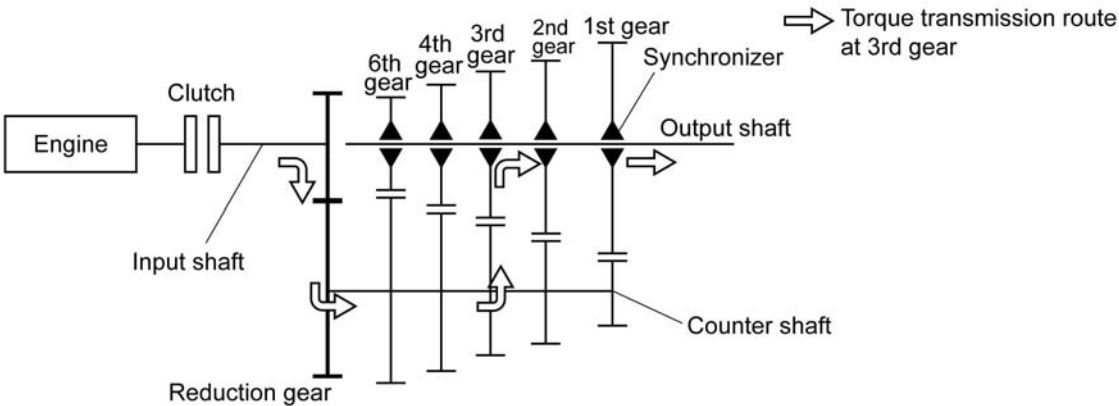 Torque transmission route
at 3rd gear
1st gear
2nd
gear
3rd
gear
4th
gear
6th
gear
Synchronizer
Clutch
Engine
Output shaft
Input shaft
Counter shaft
Reduction gear